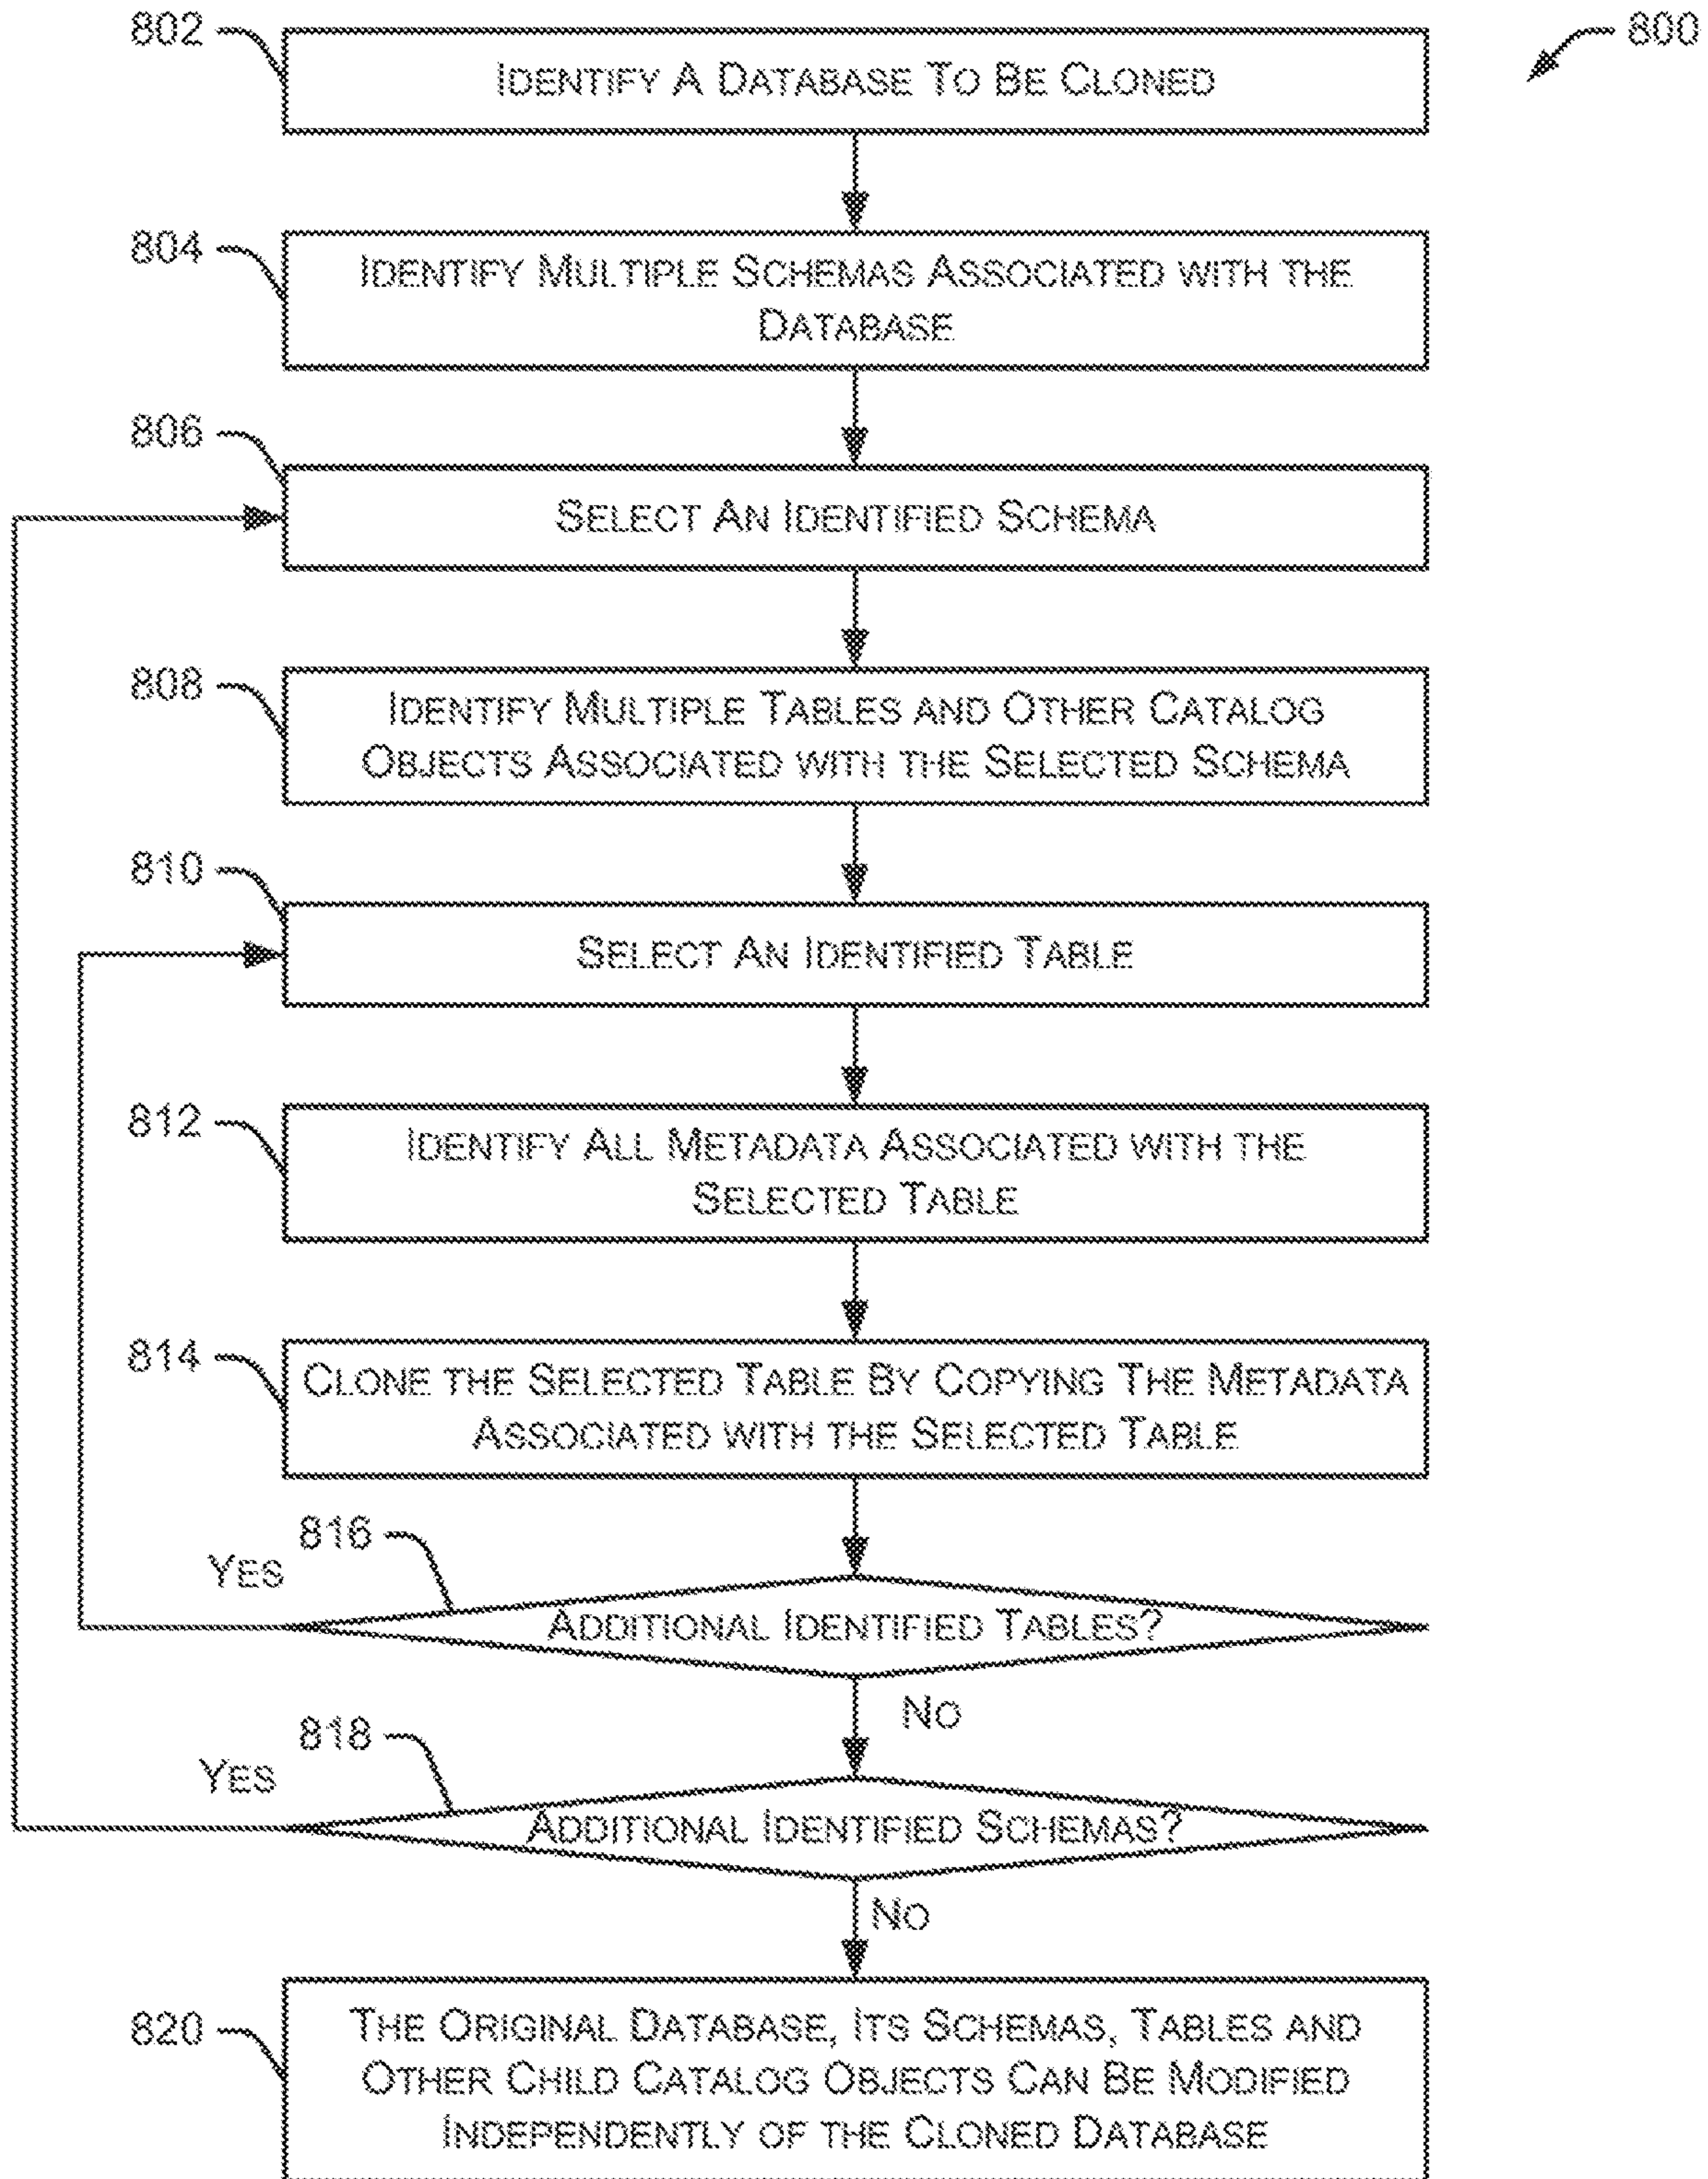 802
800
IDENTIFY A DATABASE TO BE CLONED
804
IDENTIFY MULTIPLE SCHEMAS ASSOCIATED WITH THE
DATABASE
806
SELECT AN IDENTIFIED SCHEMA
808
IDENTIFY MULTIPLE TABLES AND OTHER CATALOG
OBJECTS ASSOCIATED WITH THE SELECTED SCHEMA
810
SELECT AN IDENTIFIED TABLE
812
IDENTIFY ALL METADATA ASSOCIATED WITH THE
SELECTED TABLE
814
CLONE THE SELECTED TABLE BY COPYING THE METADATA
ASSOCIATED WITH THE SELECTED TABLE
816
YES
ADDITIONAL IDENTIFIED TABLES?
NO
818
YES
ADDITIONAL IDENTIFIED SCHEMAS?
NO
820
THE ORIGINAL DATABASE, ITS SCHEMAS, TABLES AND
OTHER CHILD CATALOG OBJECTS CAN BE MODIFIED
INDEPENDENTLY OF THE CLONED DATABASE